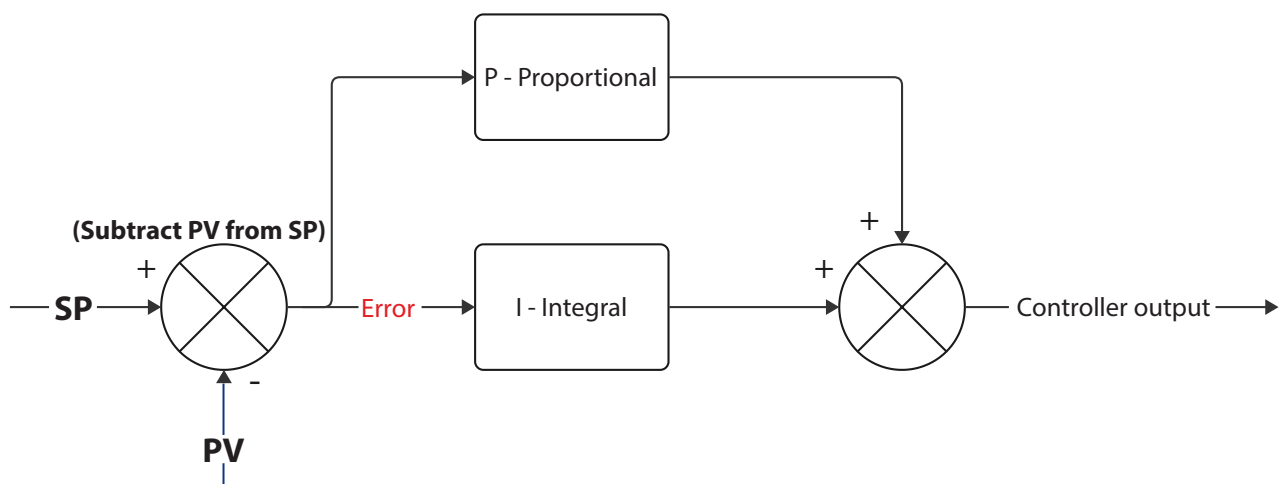 P - Proportional
(Subtract PV from SP)
+
+
+
SP
Error
I - Integral
Controller output
-
PV